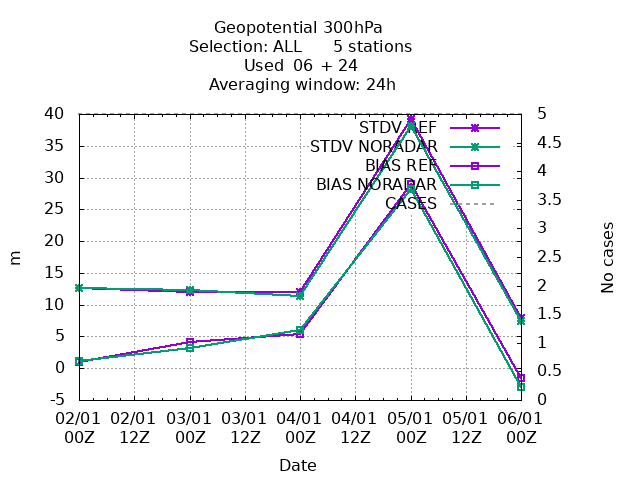 Geopotential 300hPa
Selection: ALL 5 stations
Used 06 + 24
Averaging window: 24h
40 5
35 4.5
30 4
25 3.5
20 3
15 2.5
10 2
5 1.5
0 1
-5 0.5
0
STDV REF
STDV NORADAR
BIAS REF
BIAS NORADAR
CASES
m
No cases
02/01 02/01 03/01 03/01 04/01 04/01 05/01 05/01 06/01
00Z 12Z 00Z 12Z 00Z 12Z 00Z 12Z 00Z
Date